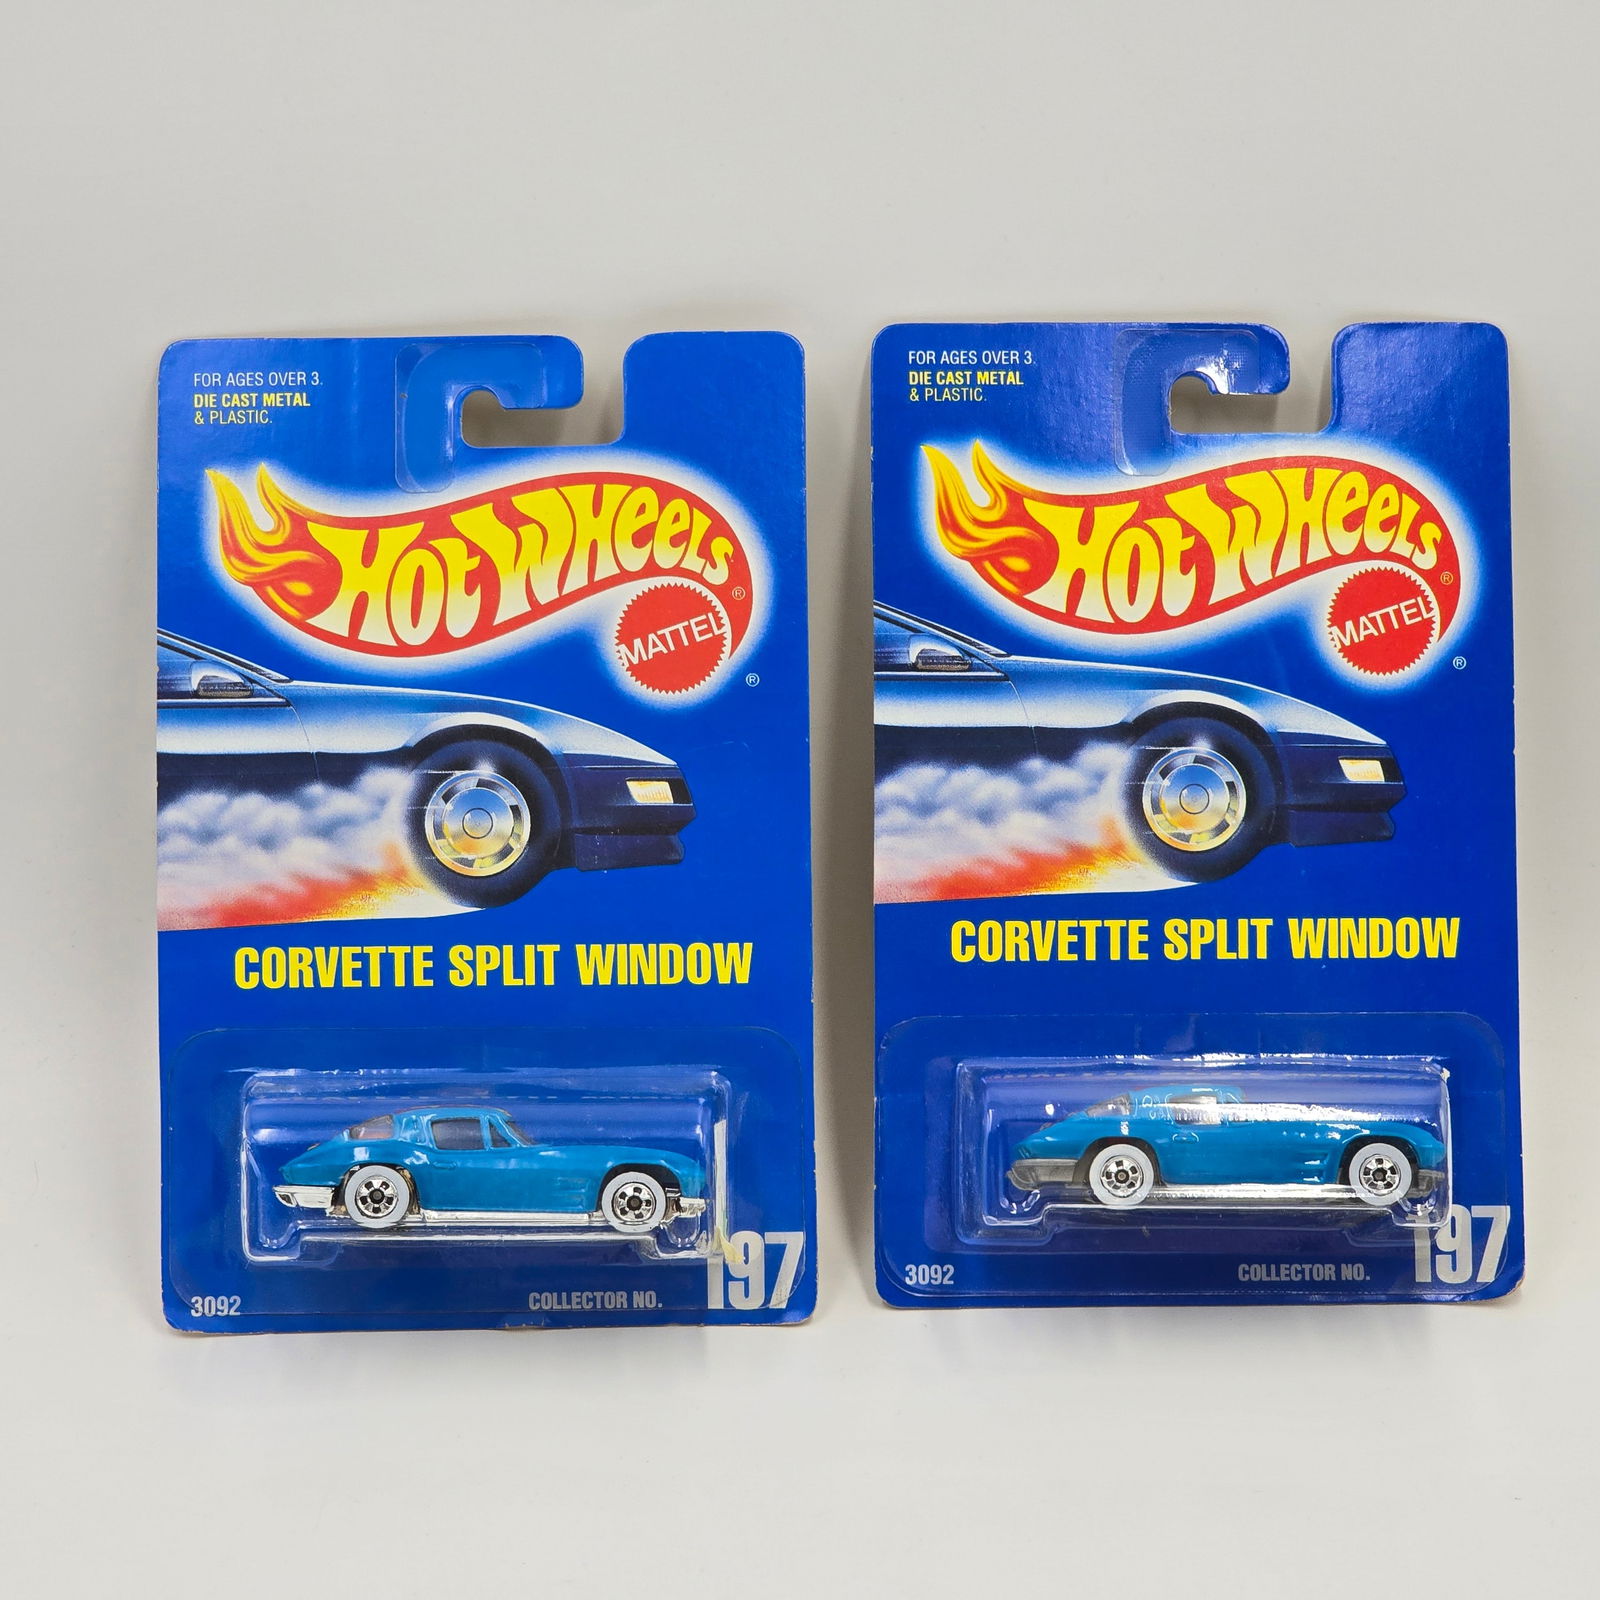 FOR AGES OVER 3.
DIE CAST METAL
& PLASTIC.
HOT WHEELS ®
MATTEL
®
CORVETTE SPLIT WINDOW
3092
COLLECTOR NO.
197
FOR AGES OVER 3.
DIE CAST METAL
& PLASTIC.
HOT WHEELS ®
MATTEL
®
CORVETTE SPLIT WINDOW
3092
COLLECTOR NO.
197